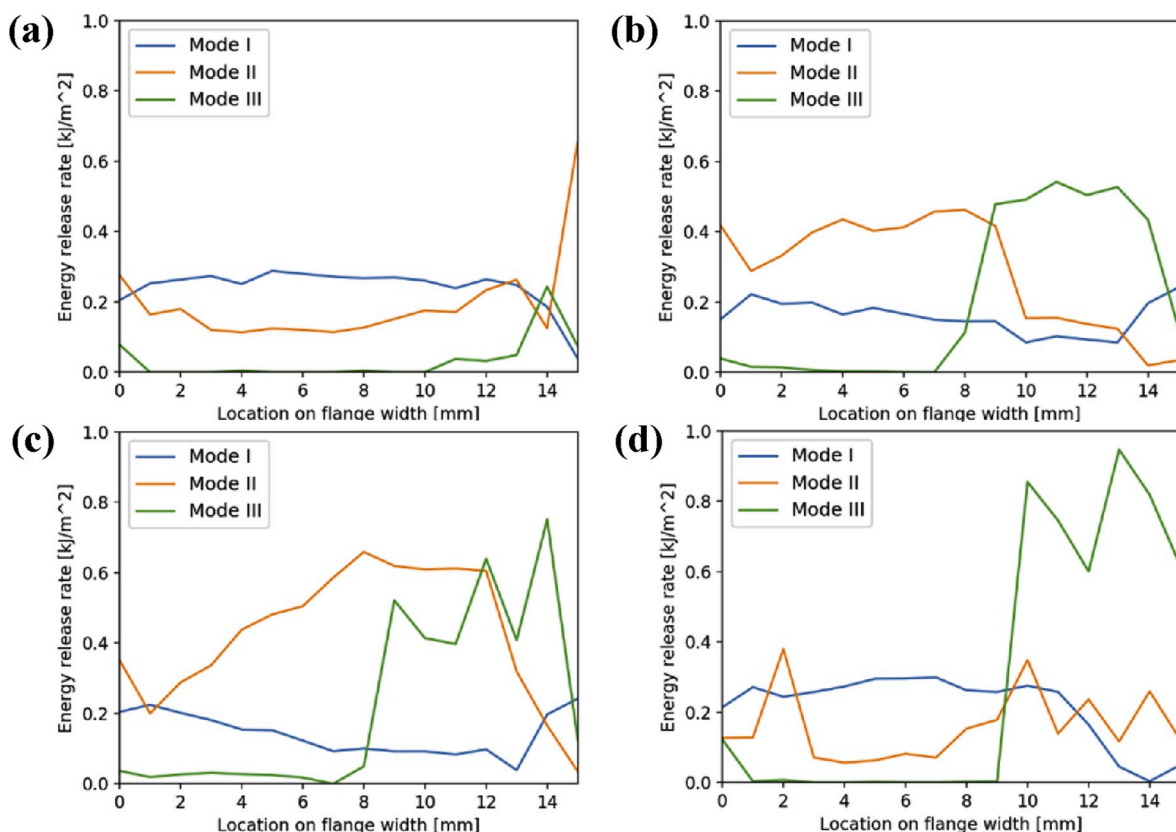 (a)
Energy release rate [kJ/m^2]
1.0
0.8
0.6
0.4
0.2
0.0
Mode I
Mode II
Mode III
0 2 4 6 8 10 12 14
Location on flange width [mm]
(b)
Energy release rate [kJ/m^2]
1.0
0.8
0.6
0.4
0.2
0.0
Mode I
Mode II
Mode III
0 2 4 6 8 10 12 14
Location on flange width [mm]
(c)
Energy release rate [kJ/m^2]
1.0
0.8
0.6
0.4
0.2
0.0
Mode I
Mode II
Mode III
0 2 4 6 8 10 12 14
Location on flange width [mm]
(d)
Energy release rate [kJ/m^2]
1.0
0.8
0.6
0.4
0.2
0.0
Mode I
Mode II
Mode III
0 2 4 6 8 10 12 14
Location on flange width [mm]